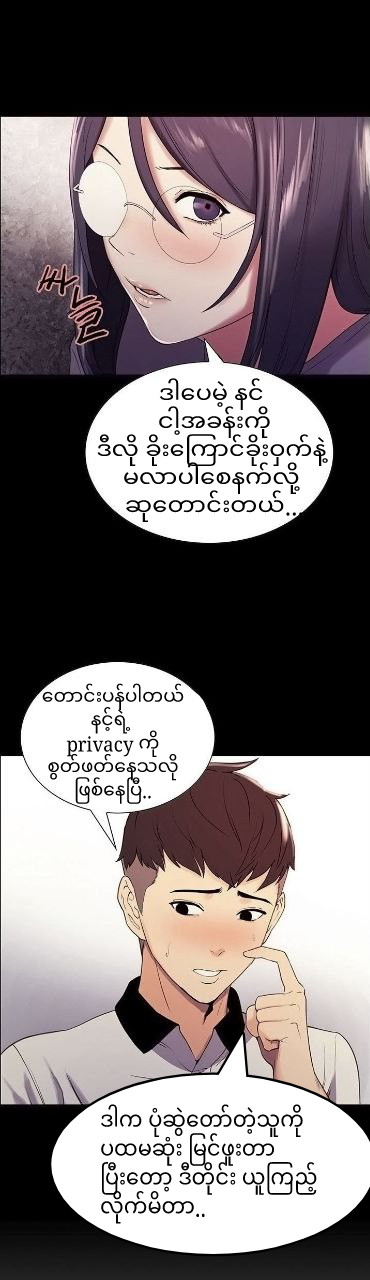 싸늘
ဒါပေမဲ့ နင်
ငါ့အခန်းကို
ဒီလို ခိုးကြောင်ခိုးဝှက်နဲ့
မလာပါစေနက်လို့
ဆုတောင်းတယ်...
တောင်းပန်ပါတယ်
နင့်ရဲ့
privacy ကို
စွတ်ဖတ်နေသလို
ဖြစ်နေပြီ..
ဒါက ပုံဆွဲတော်တဲ့သူကို
ပထမဆုံး မြင်ဖူးတာ
ပြီးတော့ ဒီတိုင်း ယူကြည့်
လိုက်မိတာ..